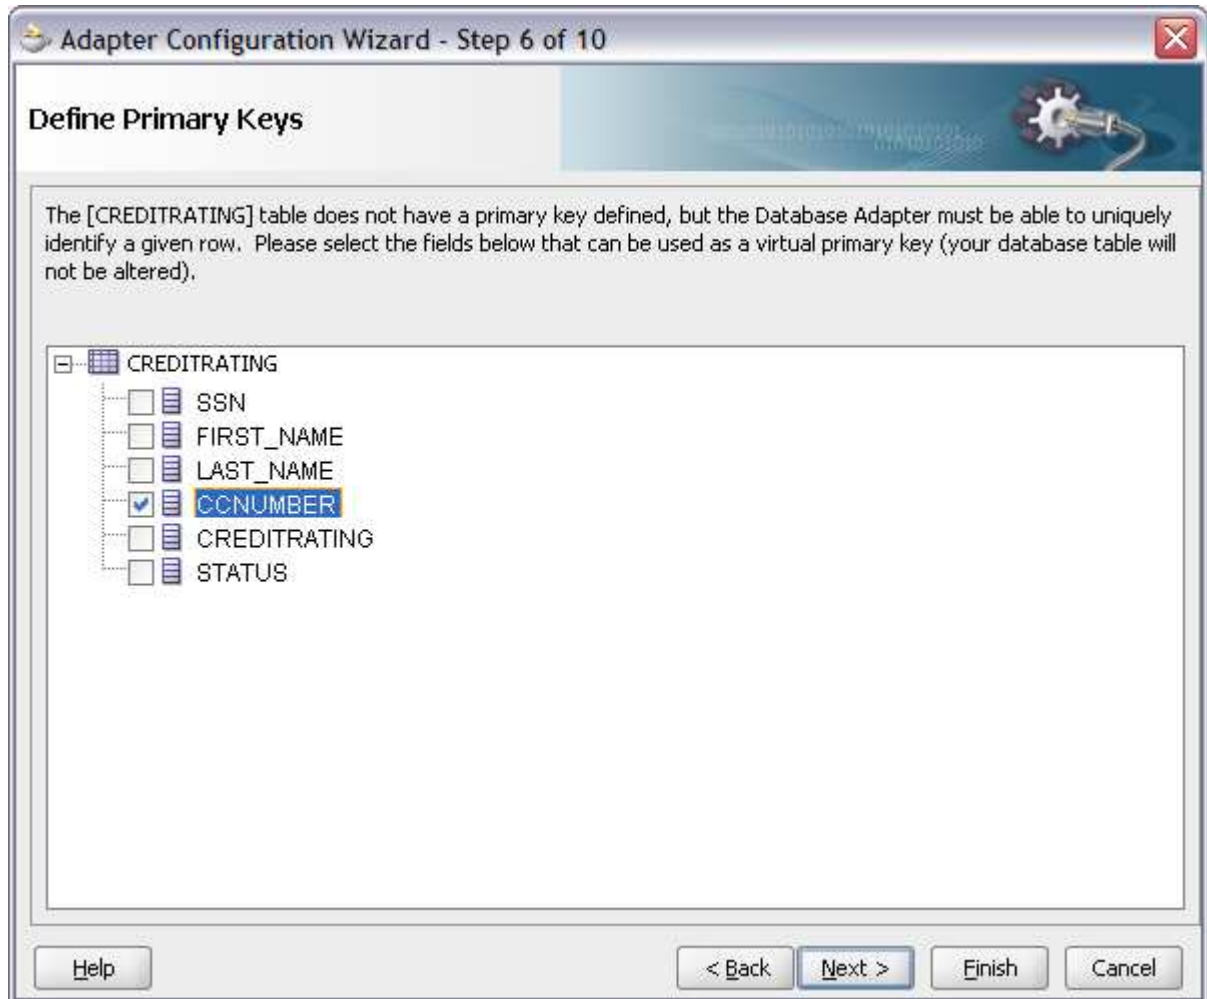 Adapter Configuration Wizard - Step 6 of 10
Define Primary Keys
The [CREDITRATING] table does not have a primary key defined, but the Database Adapter must be able to uniquely
identify a given row.  Please select the fields below that can be used as a virtual primary key (your database table will
not be altered).
CREDITRATING
SSN
FIRST_NAME
LAST_NAME
CCNUMBER
CREDITRATING
STATUS
Help < Back Next > Finish Cancel